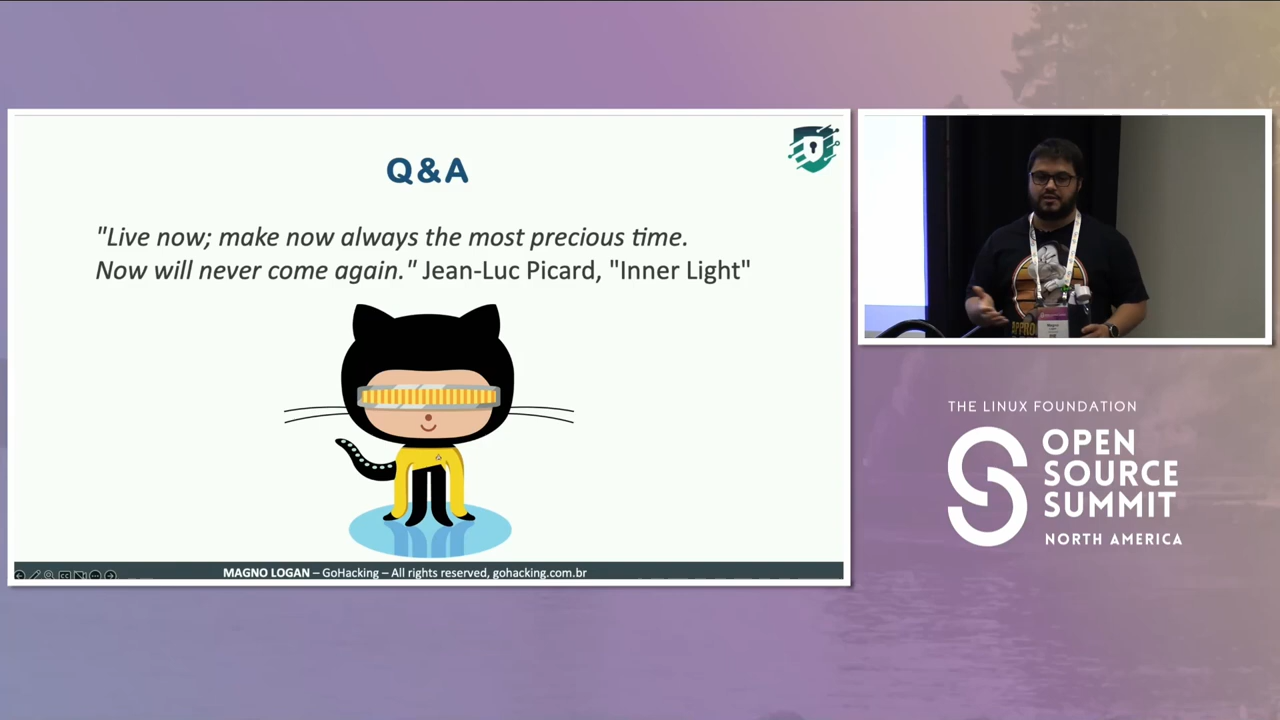 Q&A
"Live now; make now always the most precious time.
Now will never come again." Jean-Luc Picard, "Inner Light"
MAGNO LOGAN – GoHacking – All rights reserved, gohacking.com.br
THE LINUX FOUNDATION
OPEN
SOURCE
SUMMIT
NORTH AMERICA